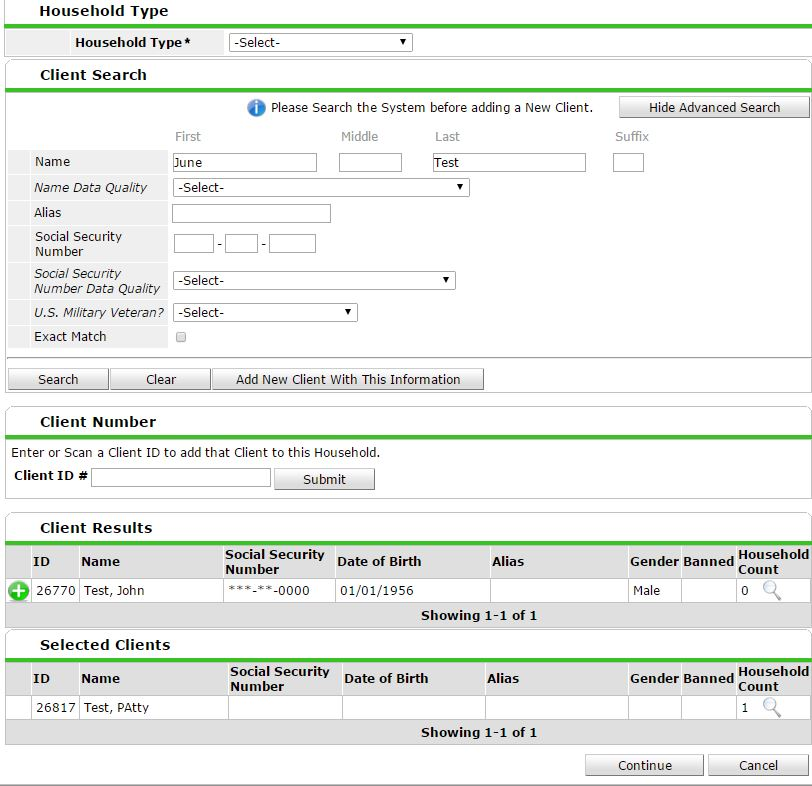 Household Type
Household Type* -Select-
Client Search
Please Search the System before adding a New Client. Hide Advanced Search
First Middle Last Suffix
Name June Test
Name Data Quality -Select-
Alias
Social Security
Number - -
Social Security
Number Data Quality -Select-
U.S. Military Veteran? -Select-
Exact Match
Search Clear Add New Client With This Information
Client Number
Enter or Scan a Client ID to add that Client to this Household.
Client ID # Submit
Client Results
ID Name Social Security Number Date of Birth Alias Gender Banned Household Count
26770 Test, John ***-**-0000 01/01/1956 Male 0
Showing 1-1 of 1
Selected Clients
ID Name Social Security Number Date of Birth Alias Gender Banned Household Count
26817 Test, PAtty 1
Showing 1-1 of 1
Continue Cancel